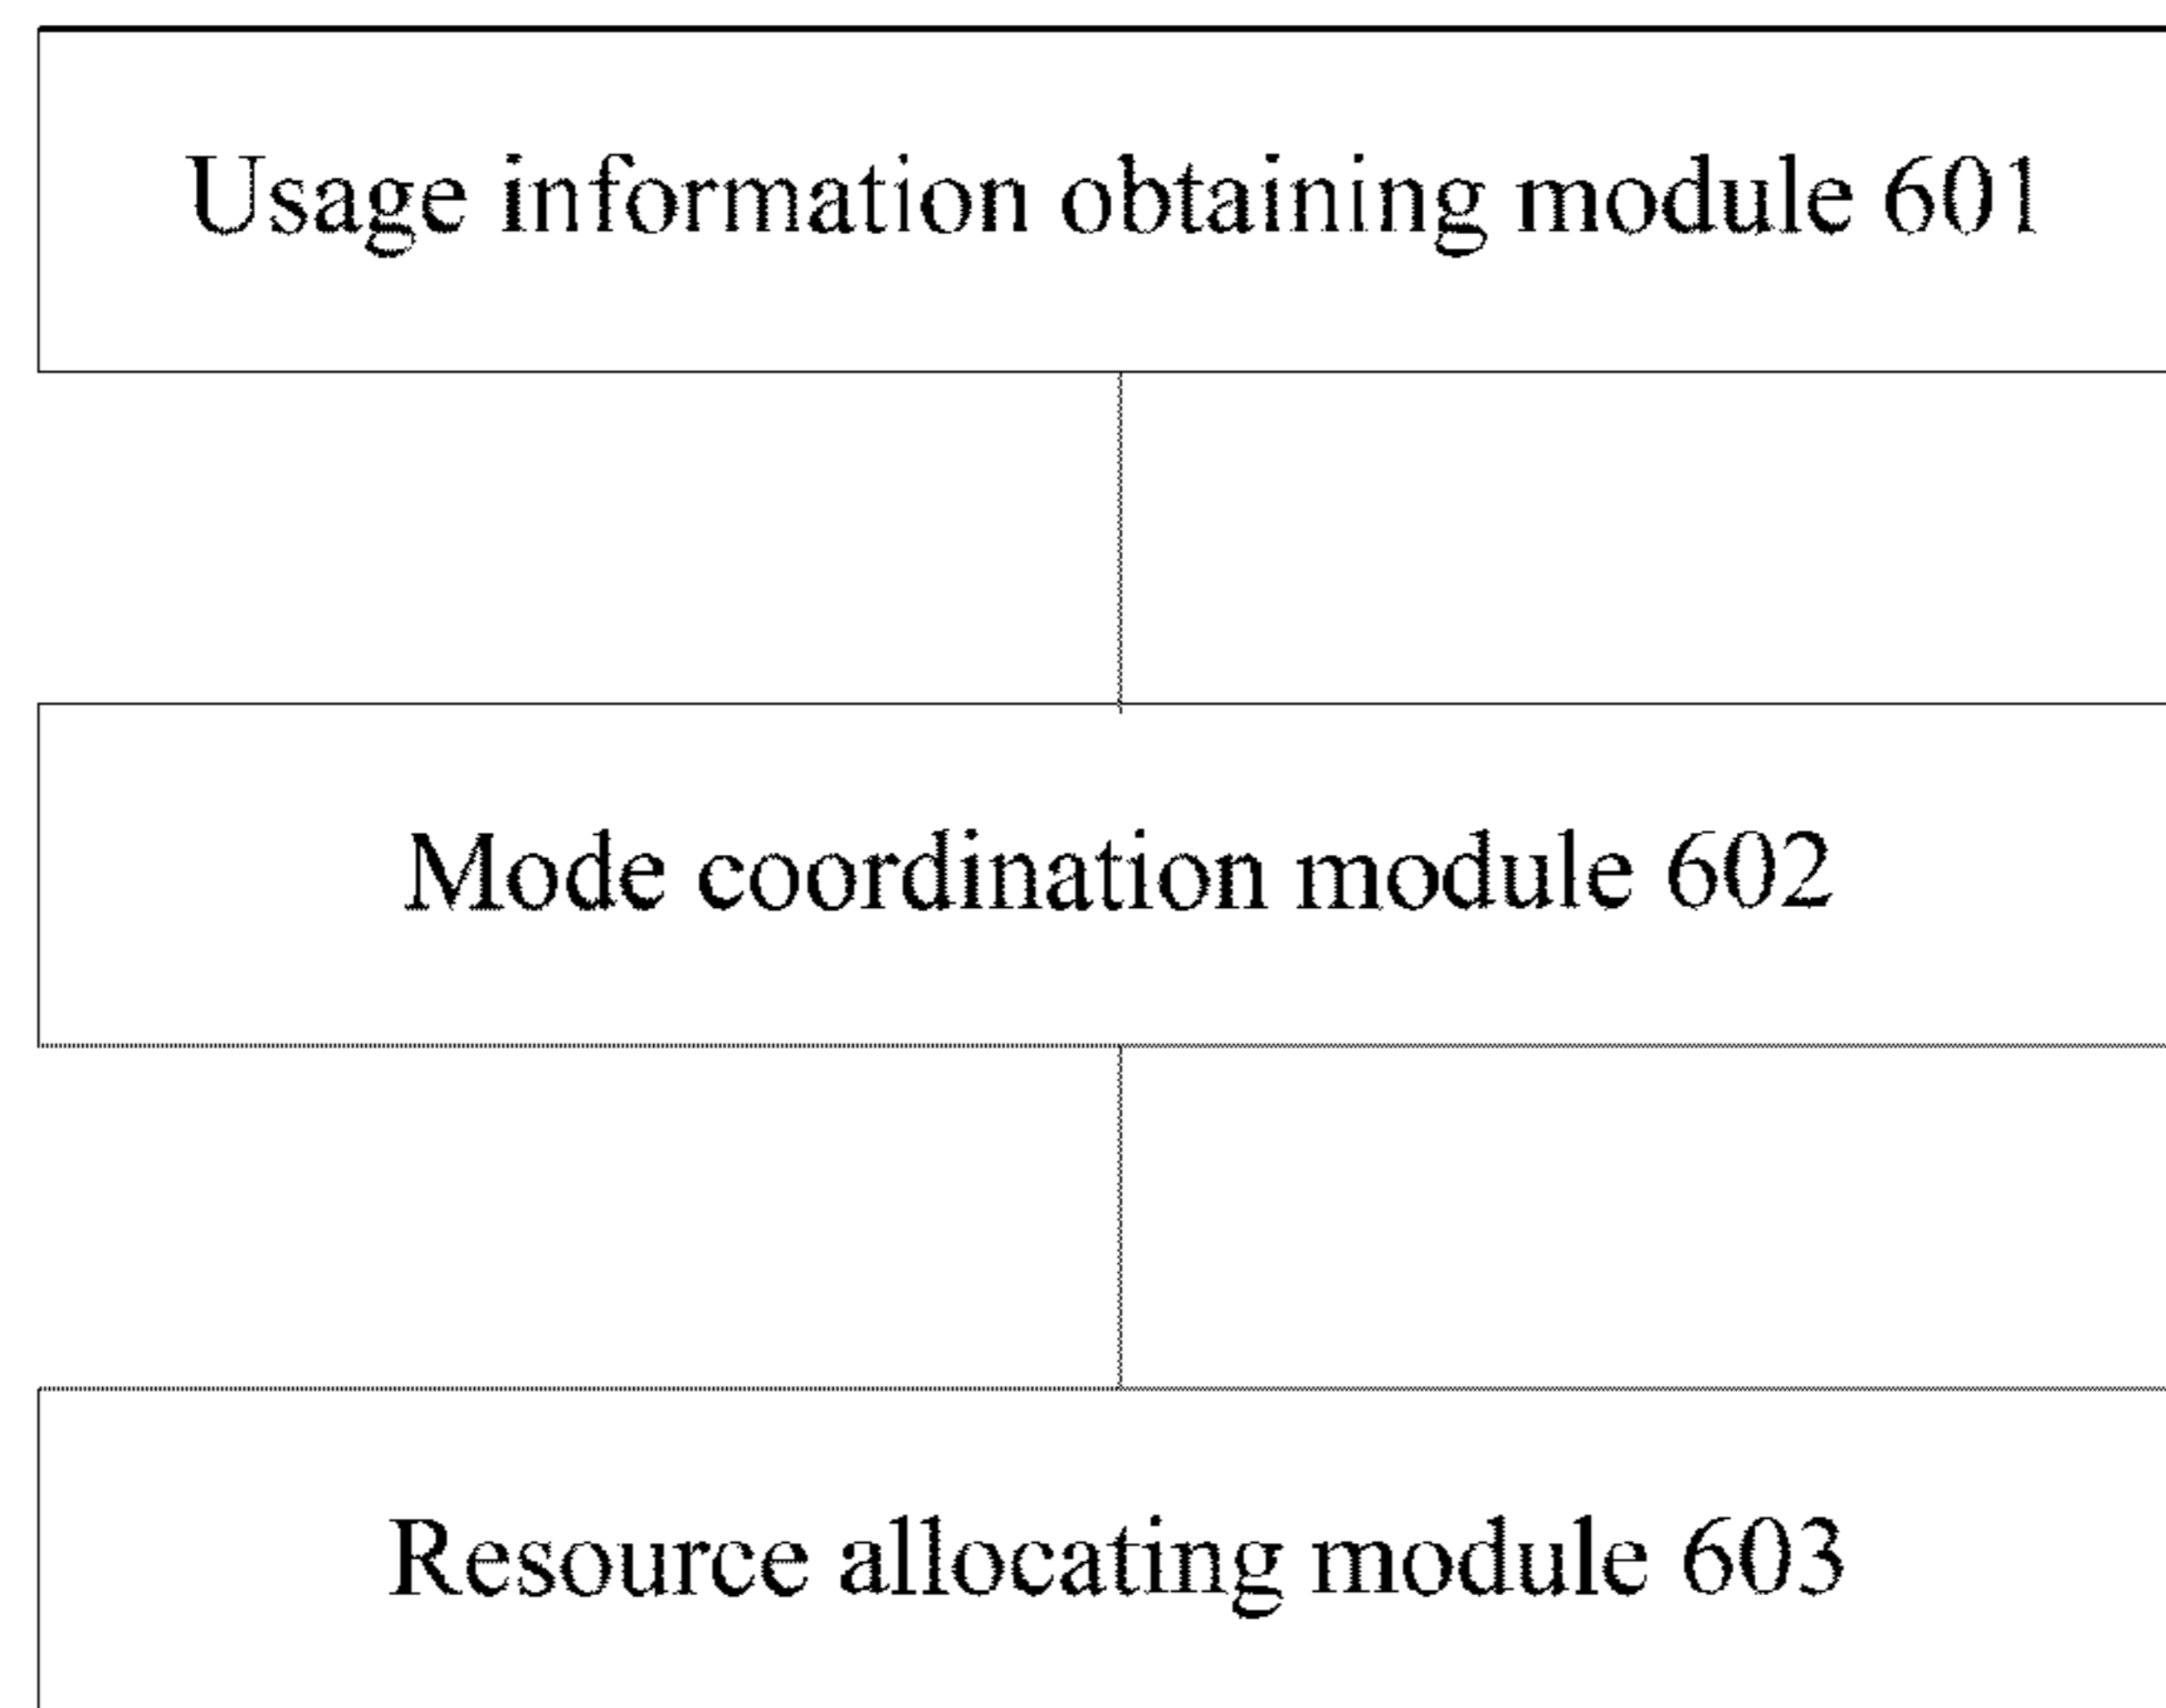 Usage information obtaining module 601
Mode coordination module 602
Resource allocating module 603